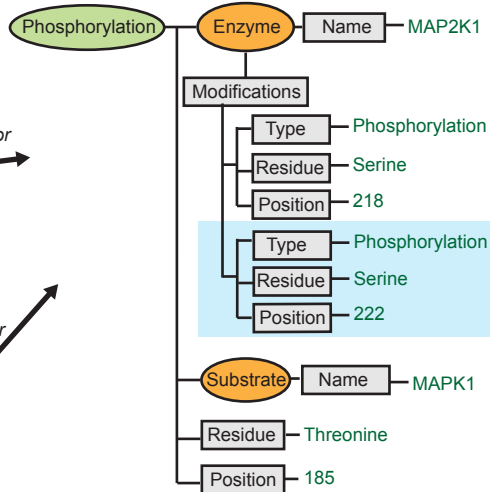 Phosphorylation Enzyme Name MAP2K1
Modifications
or
Type Phosphorylation
Residue Serine
Position 218
Type Phosphorylation
Residue Serine
Position 222
r
Substrate Name MAPK1
Residue Threonine
Position 185